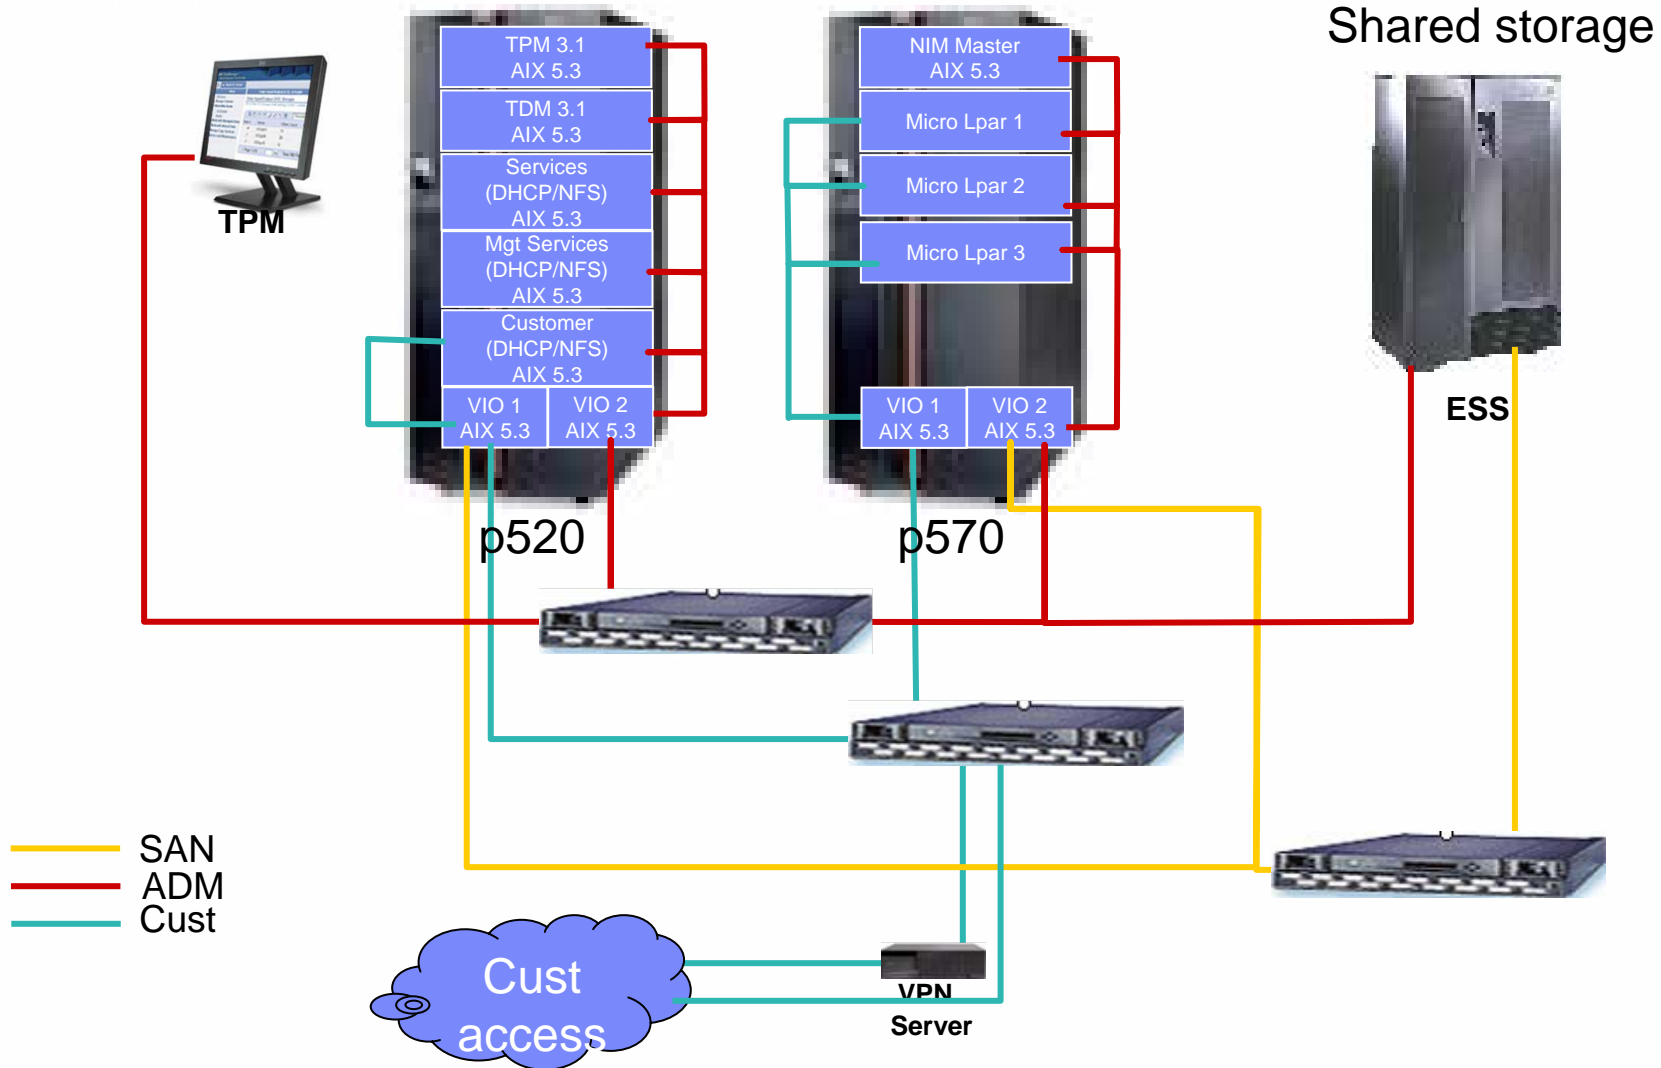 Shared storage
TPM 3.1
AIX 5.3
TDM 3.1
AIX 5.3
Services
(DHCP/NFS)
AIX 5.3
Mgt Services
(DHCP/NFS)
AIX 5.3
Customer
(DHCP/NFS)
AIX 5.3
VIO 1
AIX 5.3
VIO 2
AIX 5.3
p520
NIM Master
AIX 5.3
Micro Lpar 1
Micro Lpar 2
Micro Lpar 3
VIO 1
AIX 5.3
VIO 2
AIX 5.3
p570
TPM
ESS
SAN
ADM
Cust
Cust
access
VPN
Server